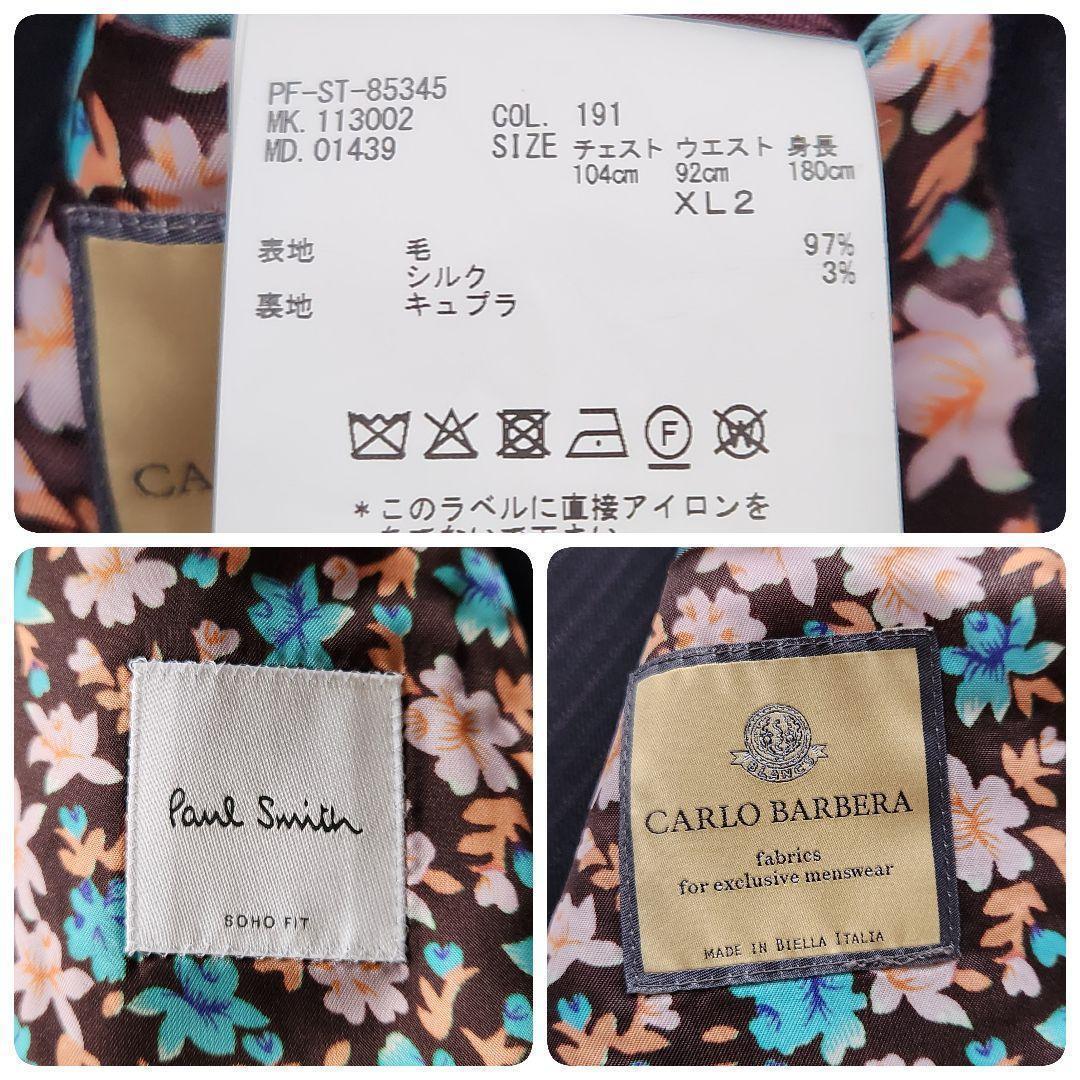 PF-ST-85345
MK. 113002
MD. 01439
COL. 191
SIZE チェスト ウエスト 身長
104cm 92cm 180cm
XL2
表地 毛 97%
シルク 3%
裏地 キュプラ
F
W
*このラベルに直接アイロンを
CA
Paul Smith
SOHO FIT
BLANCS
CARLO BARBERA
fabrics
for exclusive menswear
MADE IN BIELLA ITALIA